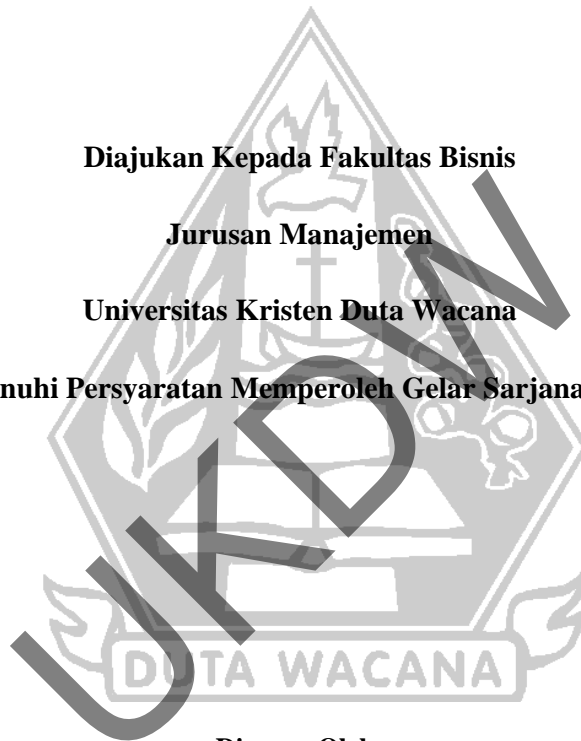 Diajukan Kepada Fakultas Bisnis
Jurusan Manajemen
Universitas Kristen Duta Wacana
nuhi Persyaratan Memperoleh Gelar Sarjana
UKDW
DUTA WACANA